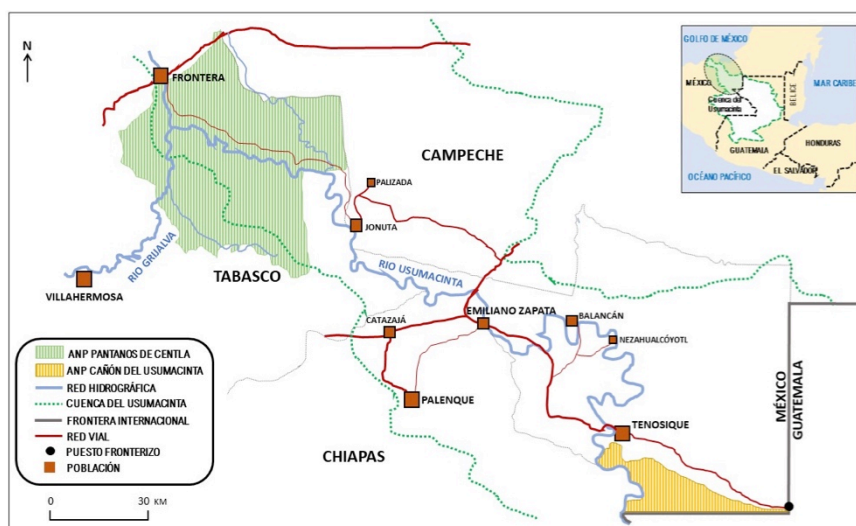 N
FRONTERA
CAMPECHE
PALIZADA
JONUTA
RIO GRIJALVA
TABASCO
RIO USUMACINTA
VILLAHERMOSA
CATAZAJÁ
EMILIANO ZAPATA
BALANCÁN
NEZAHUALCÓYOTL
PALENQUE
TENOSIQUE
CHIAPAS
MÉXICO
GUATEMALA
GOLFO DE MÉXICO
MÉXICO
Cuenca del
Usumacinta
BELICE
MAR CARIBE
GUATEMALA
HONDURAS
EL SALVADOR
OCÉANO PACÍFICO
ANP PANTANOS DE CENTLA
ANP CAÑÓN DEL USUMACINTA
RED HIDROGRÁFICA
CUENCA DEL USUMACINTA
FRONTERA INTERNACIONAL
RED VIAL
PUESTO FRONTERIZO
POBLACIÓN
0 30 KM